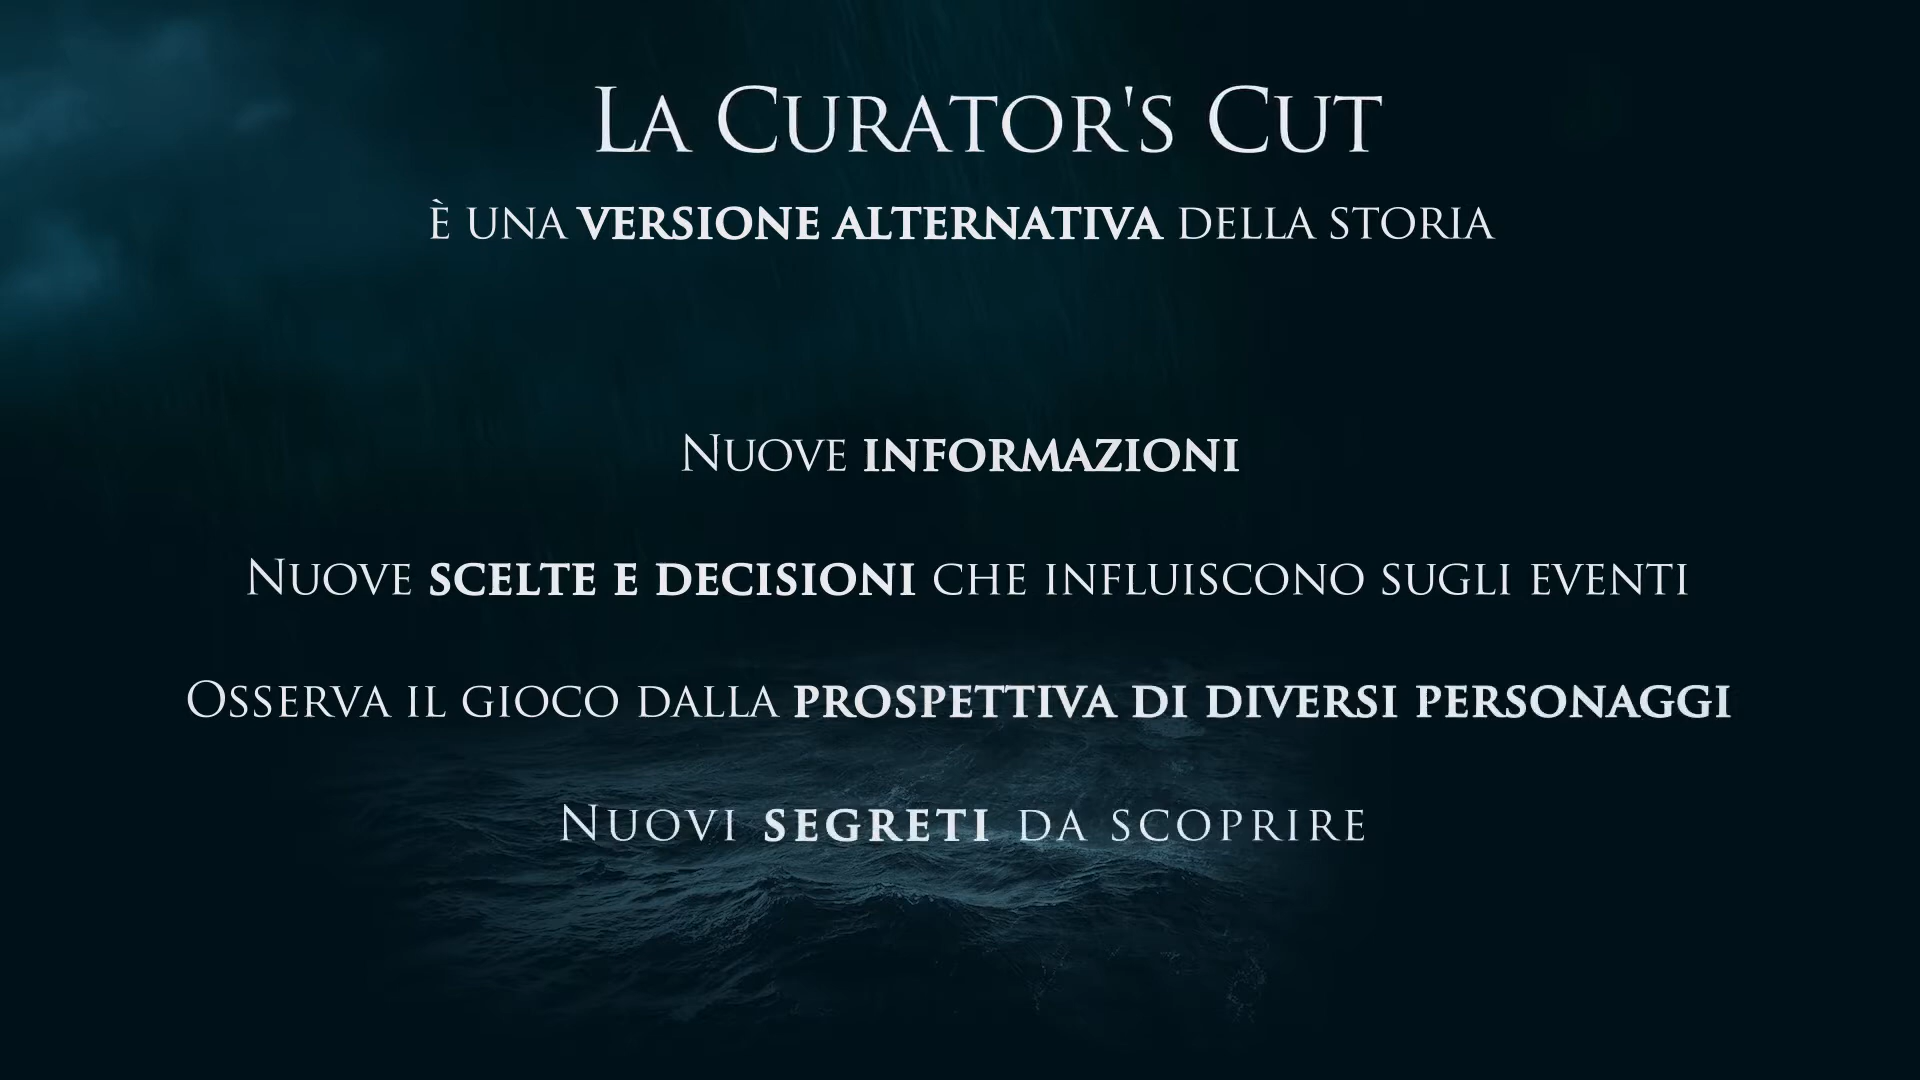 La Curator's Cut
è una versione alternativa della storia
Nuove informazioni
Nuove scelte e decisioni che influiscono sugli eventi
Osserva il gioco dalla prospettiva di diversi personaggi
Nuovi segreti da scoprire